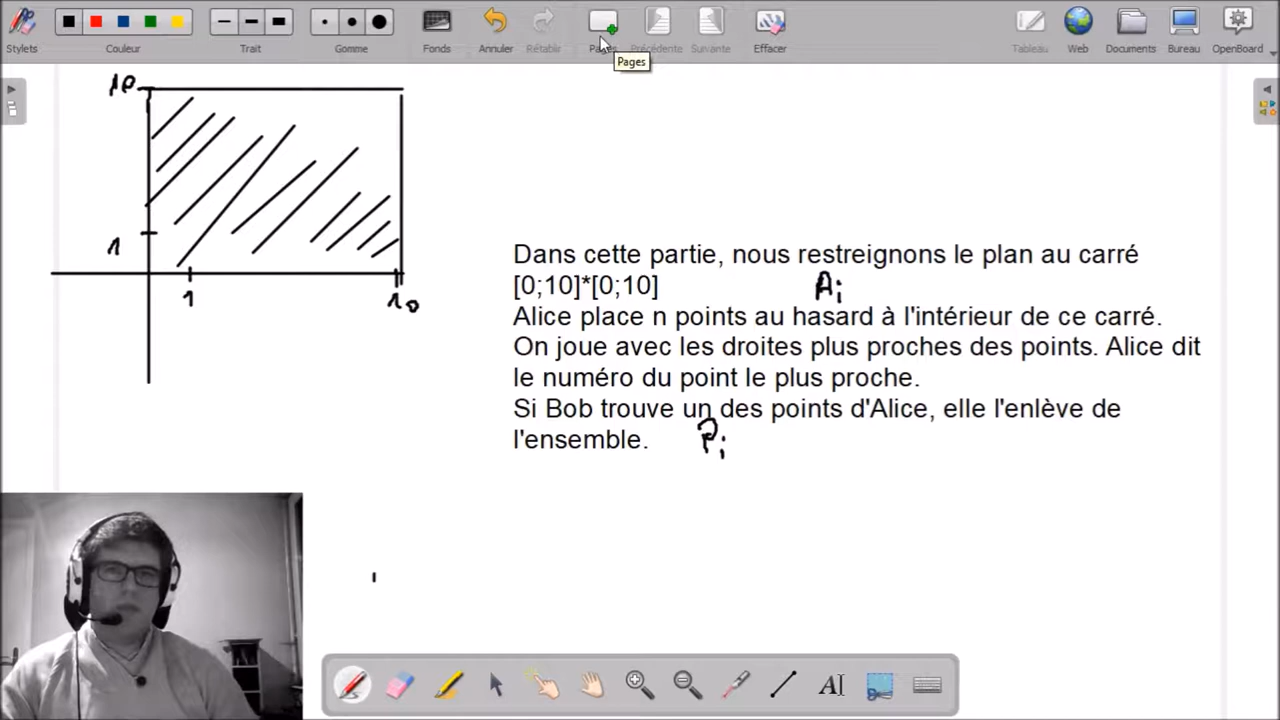 Stylets Couleur Trait Gomme Fonds Annuler Rétablir Pages Précédente Suivante Effacer Tableau Web Documents Bureau OpenBoard
Pages
10
1
1
10
Dans cette partie, nous restreignons le plan au carré
[0;10]*[0;10]
Ai
Alice place n points au hasard à l'intérieur de ce carré.
On joue avec les droites plus proches des points. Alice dit
le numéro du point le plus proche.
Si Bob trouve un des points d'Alice, elle l'enlève de
l'ensemble.
Pi
AI